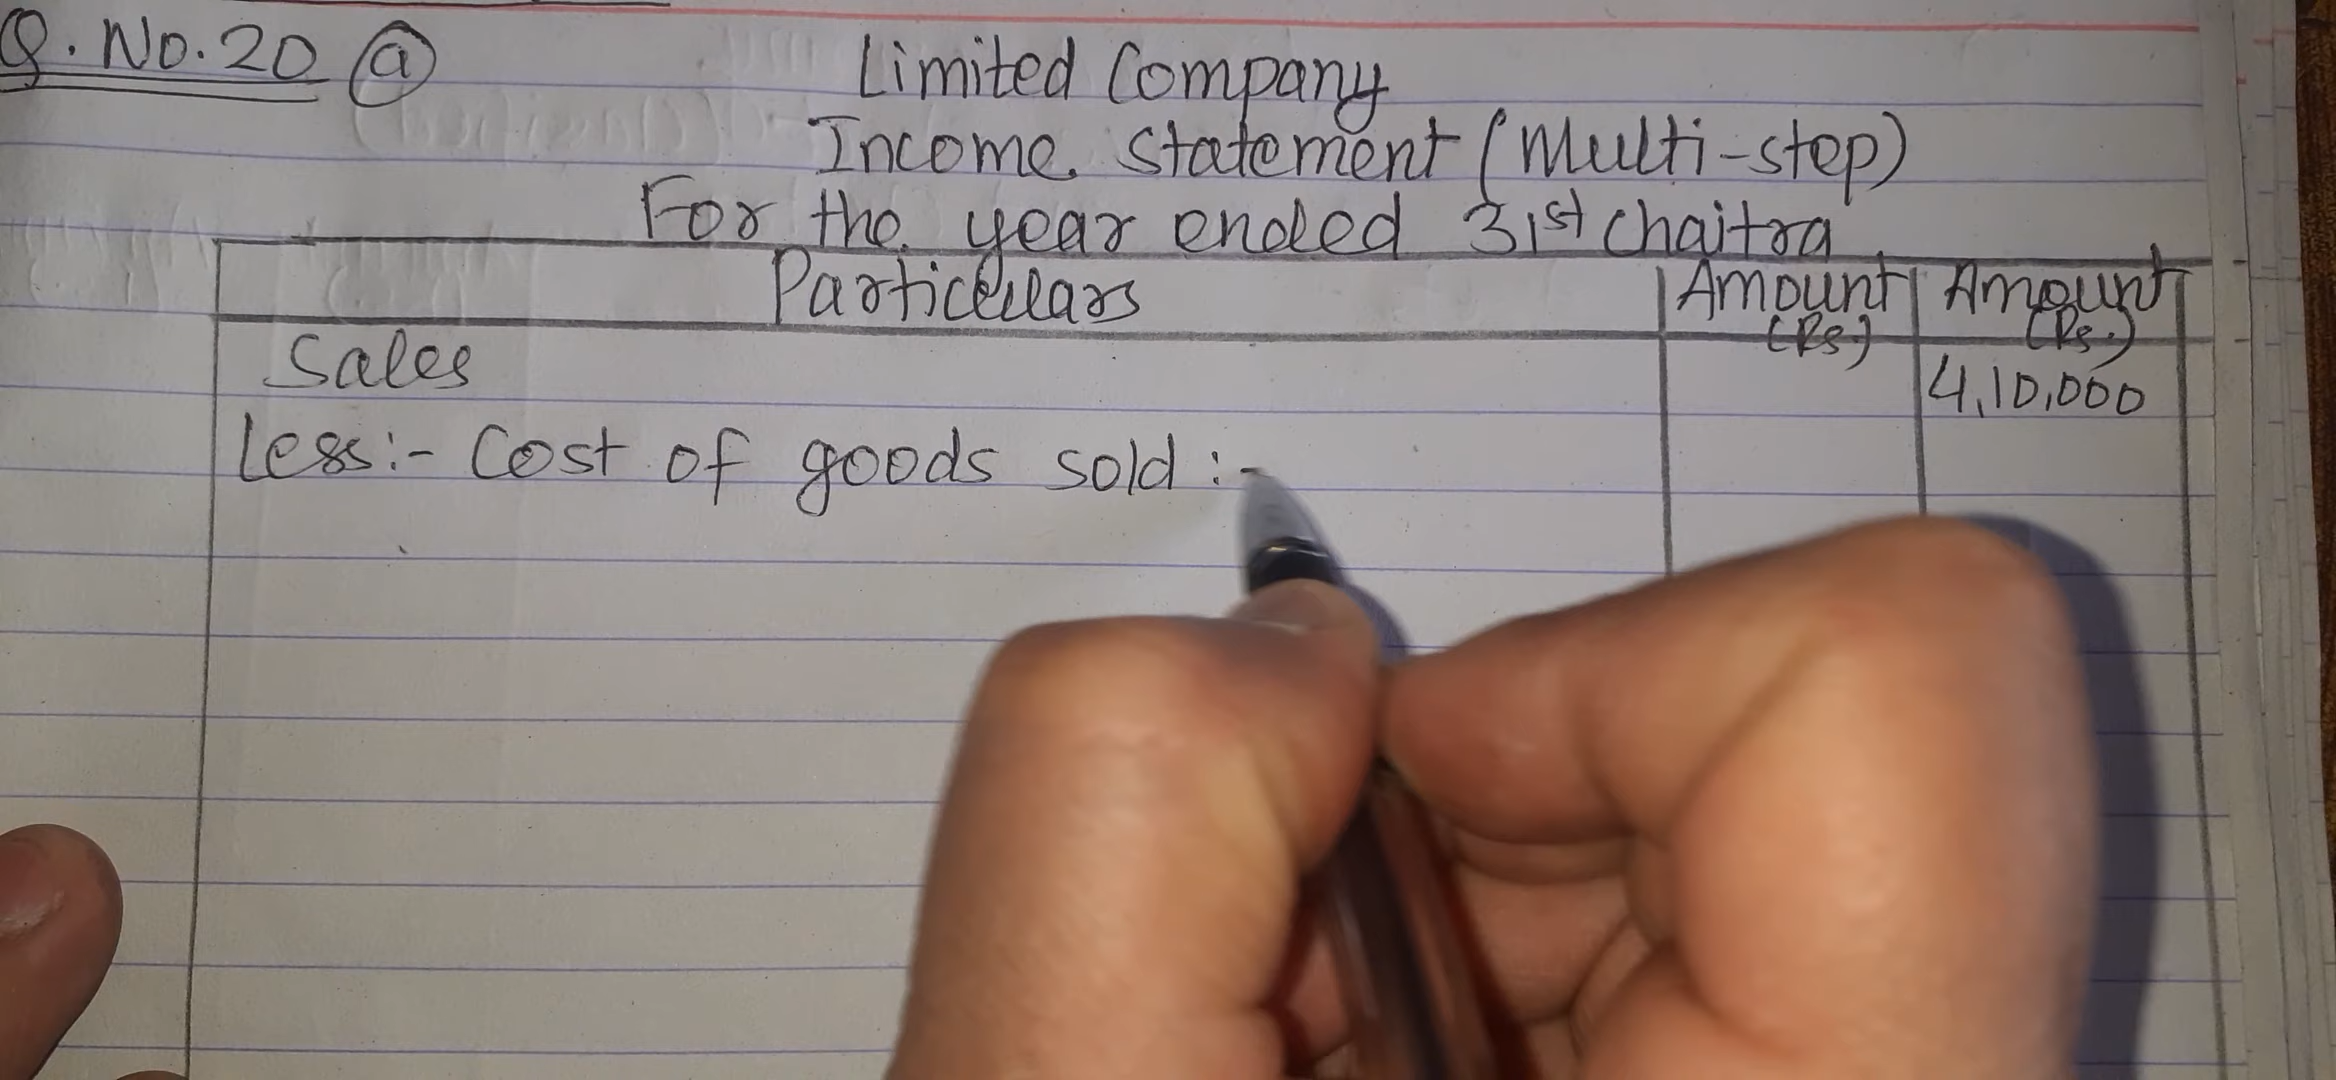 Q. No. 20 (a)
Limited Company
Income statement (Multi-step)
For the year ended 31st chaitra
Particulars Amount (Rs.) Amount (Rs.)
Sales 4,10,000
Less:- Cost of goods sold :-